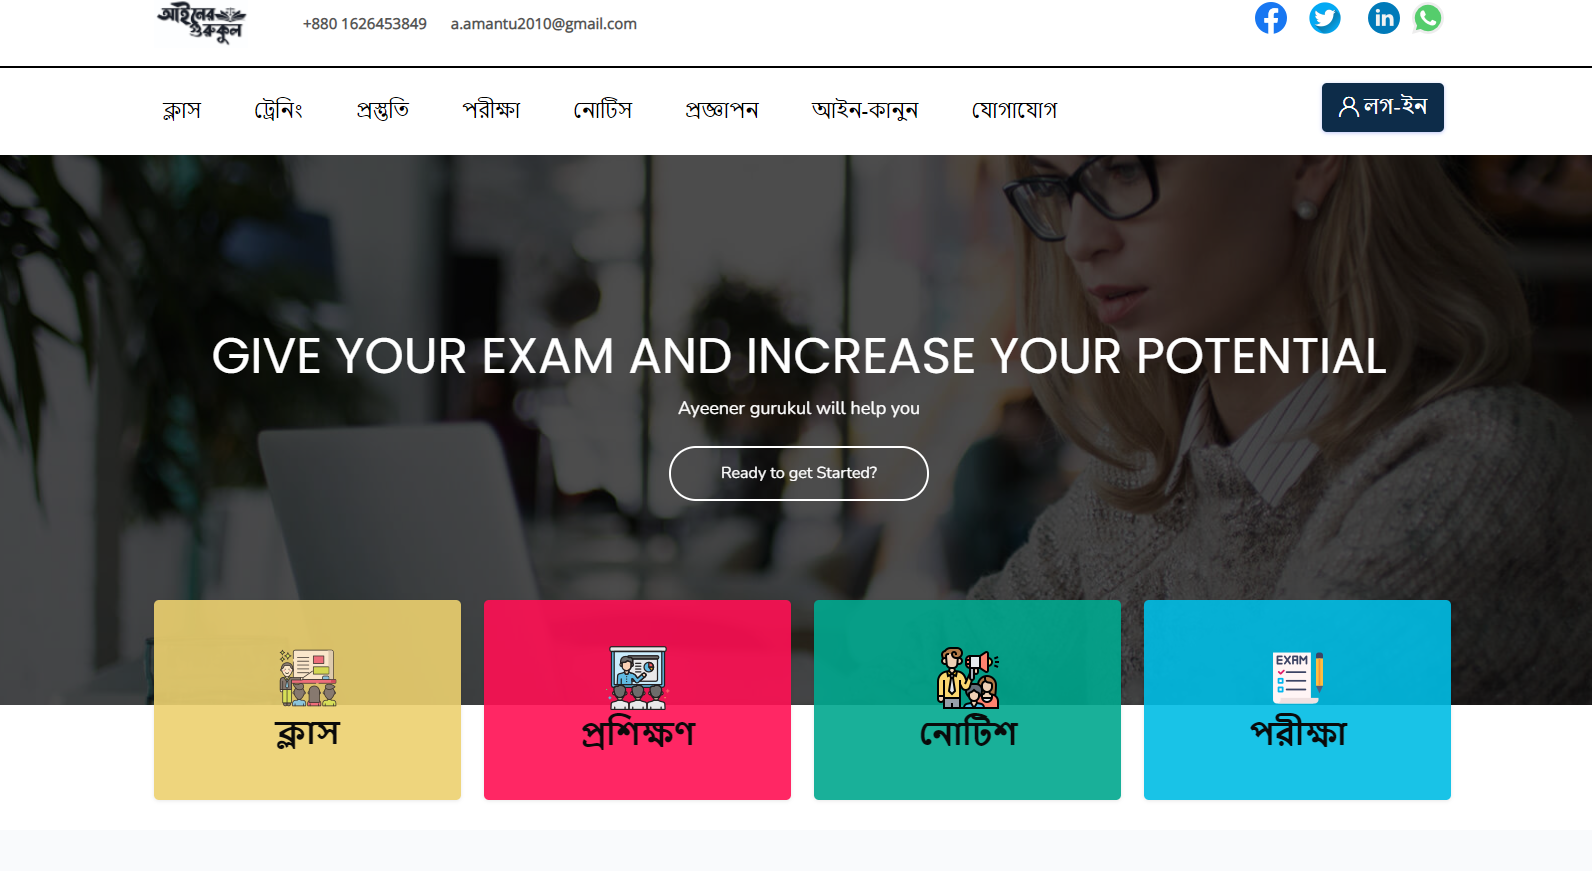 আইনের
গুরুকুল
+880 1626453849 a.amantu2010@gmail.com
ক্লাস ট্রেনিং প্রস্তুতি পরীক্ষা নোটিস প্রজ্ঞাপন আইন-কানুন যোগাযোগ লগ-ইন
GIVE YOUR EXAM AND INCREASE YOUR POTENTIAL
Ayeener gurukul will help you
Ready to get Started?
EXAM
ক্লাস প্রশিক্ষণ নোটিশ পরীক্ষা